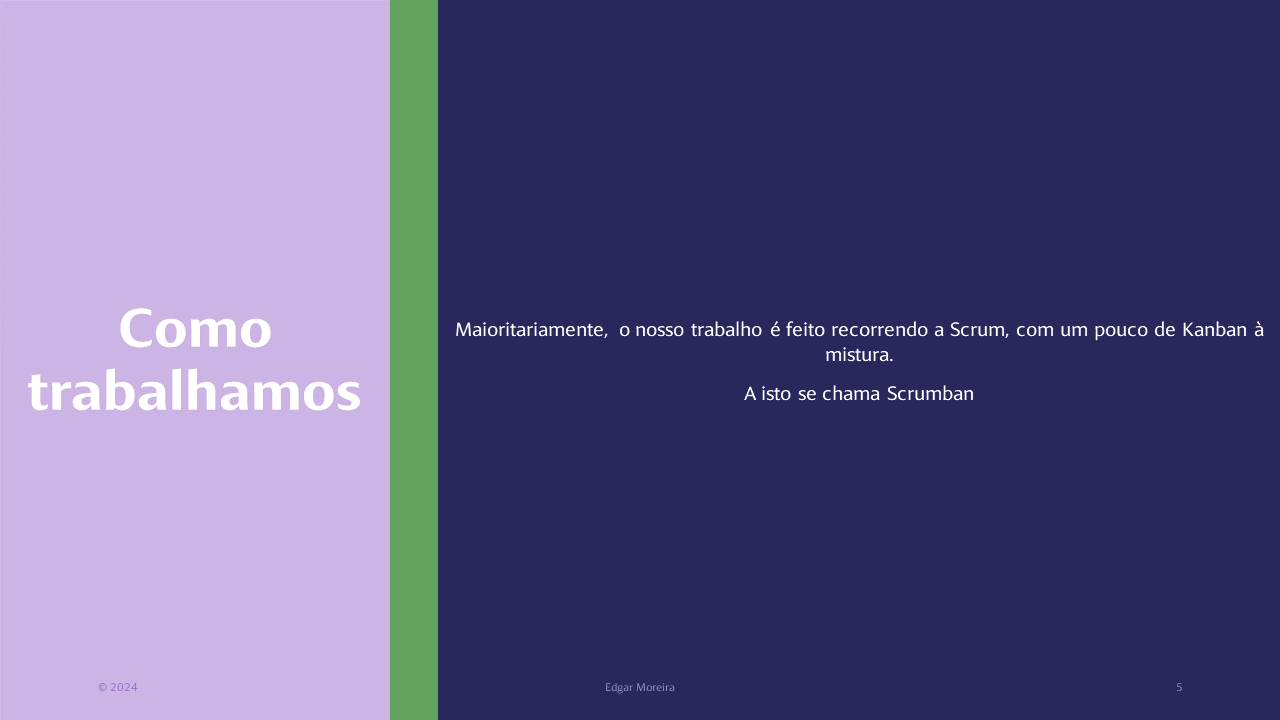 Como
trabalhamos
Maioritariamente, o nosso trabalho é feito recorrendo a Scrum, com um pouco de Kanban à
mistura.
A isto se chama Scrumban
© 2024
Edgar Moreira
5